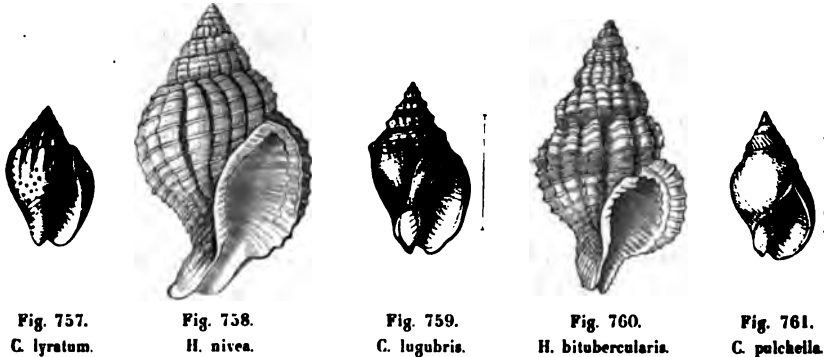 Fig. 757.
C. lyratum.
Fig. 758.
H. nivea.
Fig. 759.
C. lugubris.
Fig. 760.
H. bitubercularis.
Fig. 761.
C. pulchella.